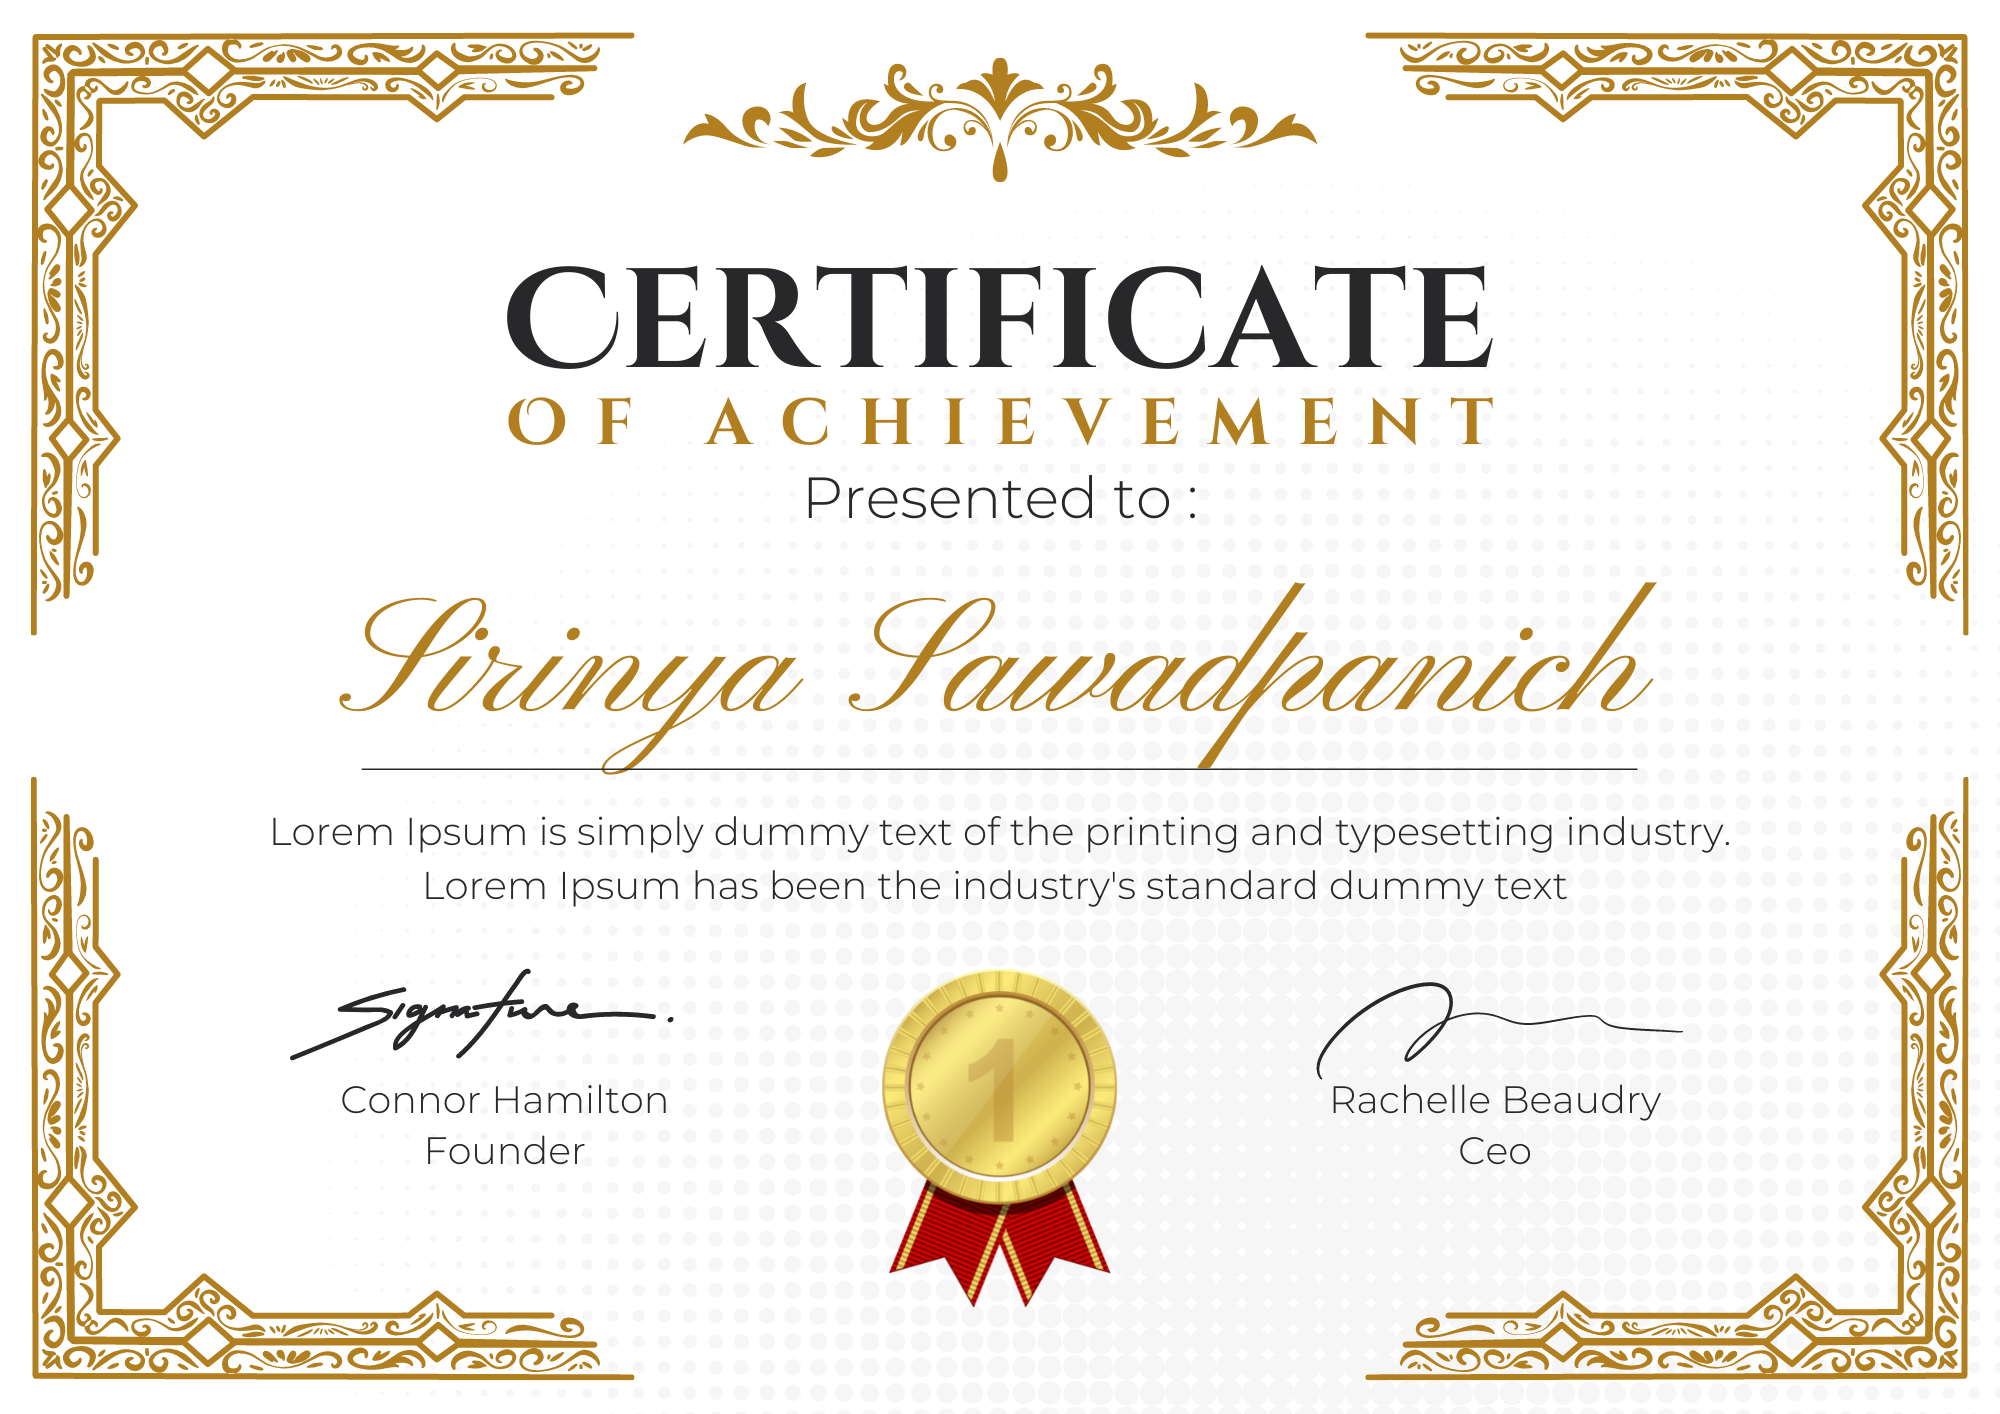 CERTIFICATE
OF ACHIEVEMENT
Presented to :
Sirinya Sawadpanich
Lorem Ipsum is simply dummy text of the printing and typesetting industry.
Lorem Ipsum has been the industry's standard dummy text
Signature
Connor Hamilton
Founder
1
Rachelle Beaudry
Ceo